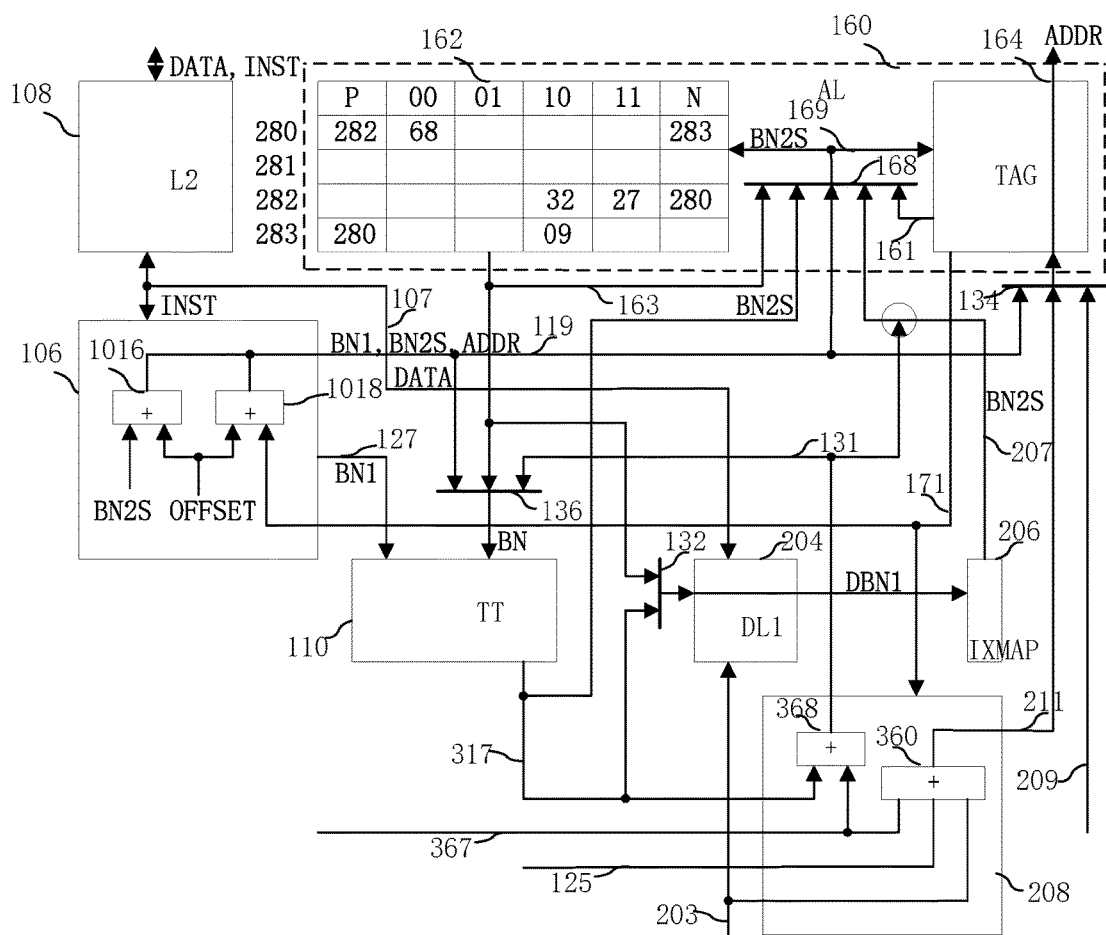 162
160
164
ADDR
DATA, INST
108
P 00 01 10 11 N
AL
280 282 68 283
169
BN2S
L2
281
168
TAG
282 32 27 280
283 280 09
161
107
163
134
INST
BN2S
119
1016
BN1, BN2S, ADDR
106
DATA
1018
+ +
BN2S
127
131
207
BN1
171
BN2S OFFSET
136
BN
132
204
206
DBN1
TT
DL1
110
IXMAP
368
211
360
+
317
+
209
367
125
208
203